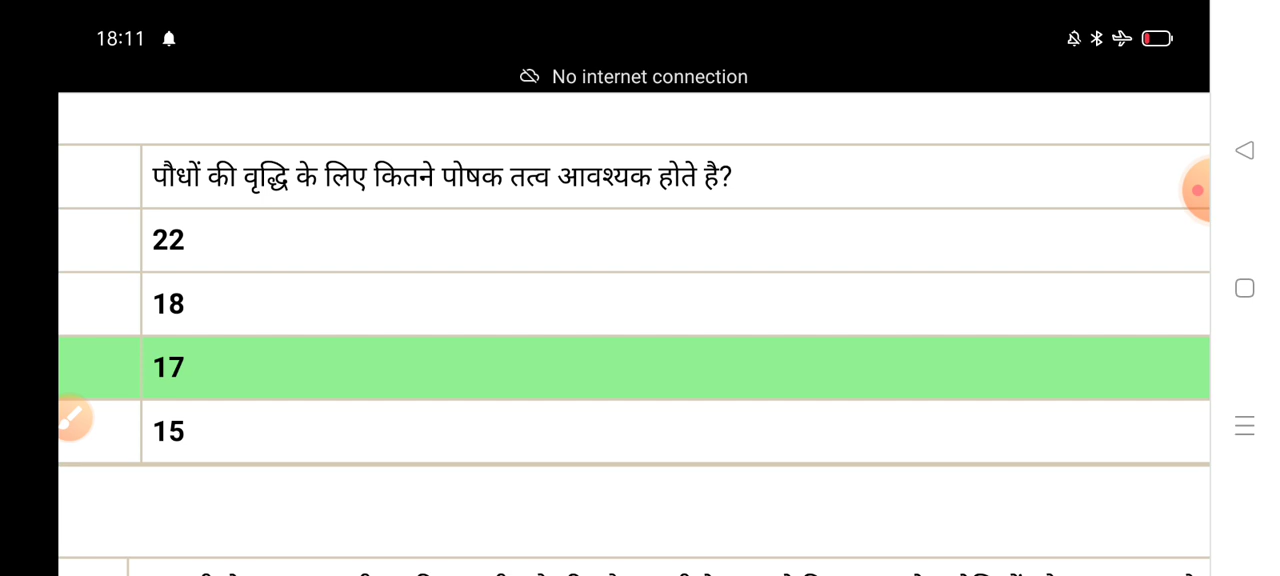 18:11
No internet connection
पौधों की वृद्धि के लिए कितने पोषक तत्व आवश्यक होते है?
22
18
17
15